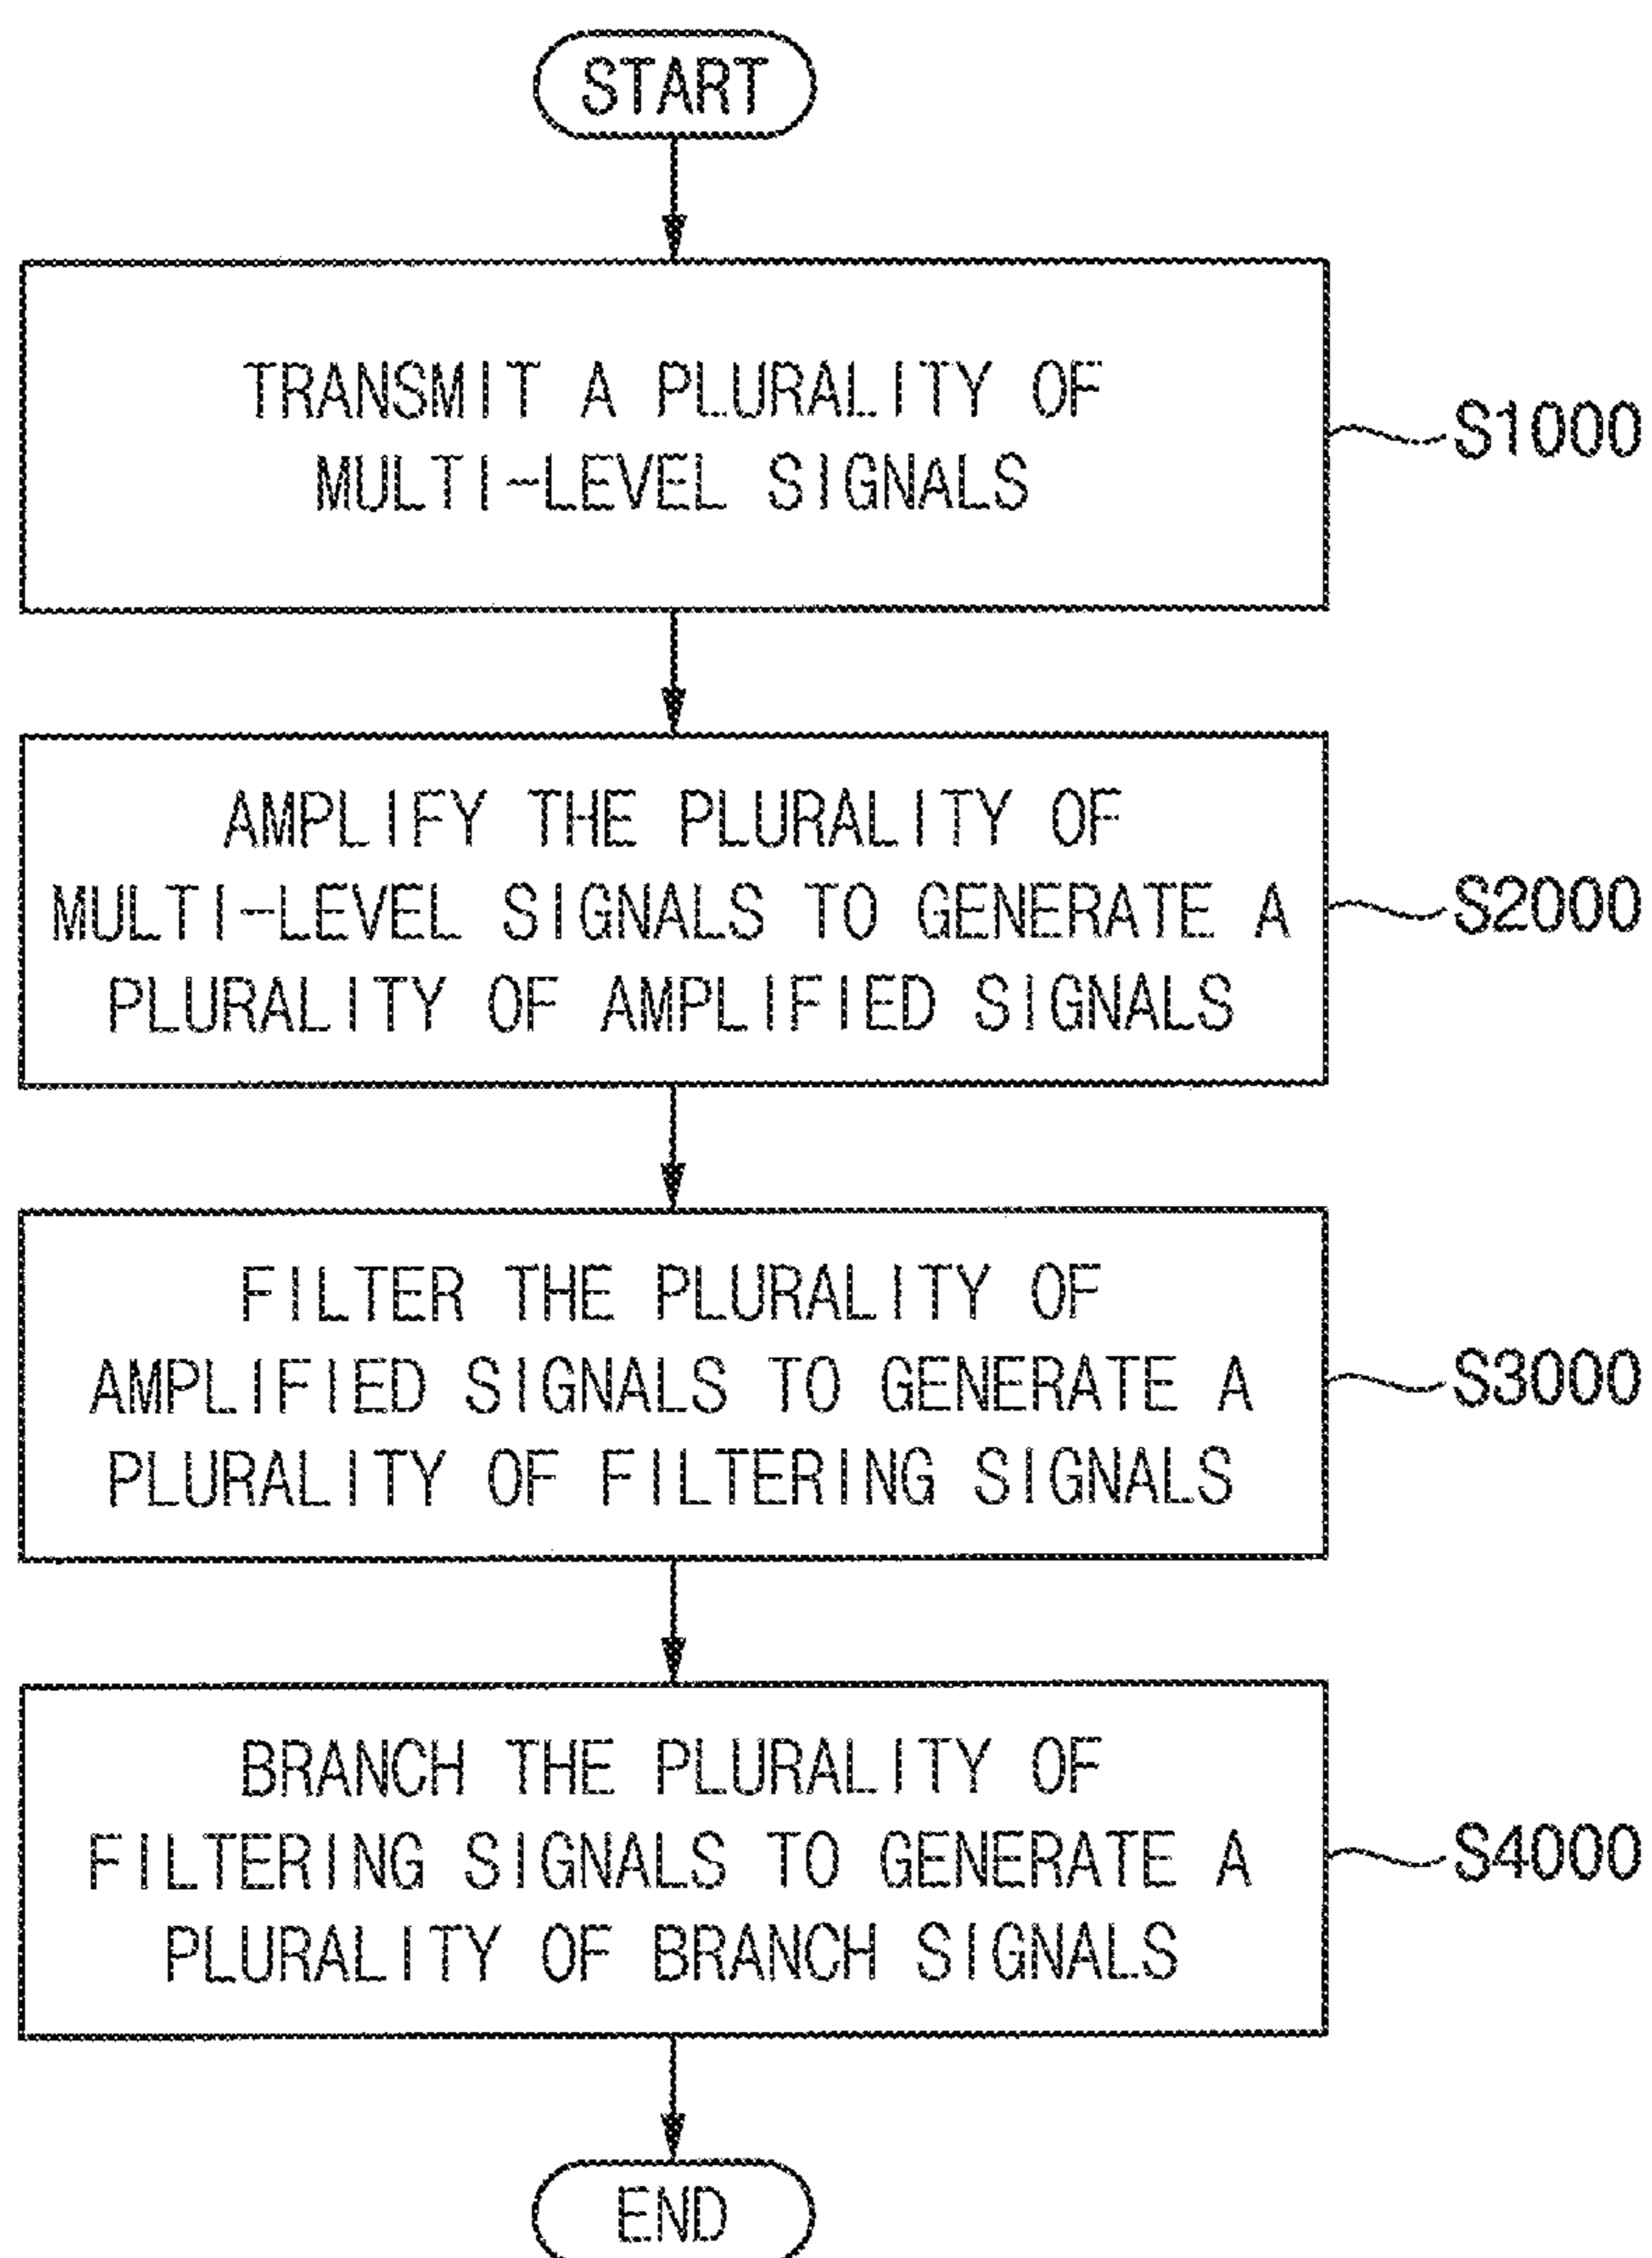 START
TRANSMIT A PLURALITY OF
MULTI-LEVEL SIGNALS
S1000
AMPLIFY THE PLURALITY OF
MULTI-LEVEL SIGNALS TO GENERATE A
PLURALITY OF AMPLIFIED SIGNALS
S2000
FILTER THE PLURALITY OF
AMPLIFIED SIGNALS TO GENERATE A
PLURALITY OF FILTERING SIGNALS
S3000
BRANCH THE PLURALITY OF
FILTERING SIGNALS TO GENERATE A
PLURALITY OF BRANCH SIGNALS
S4000
END